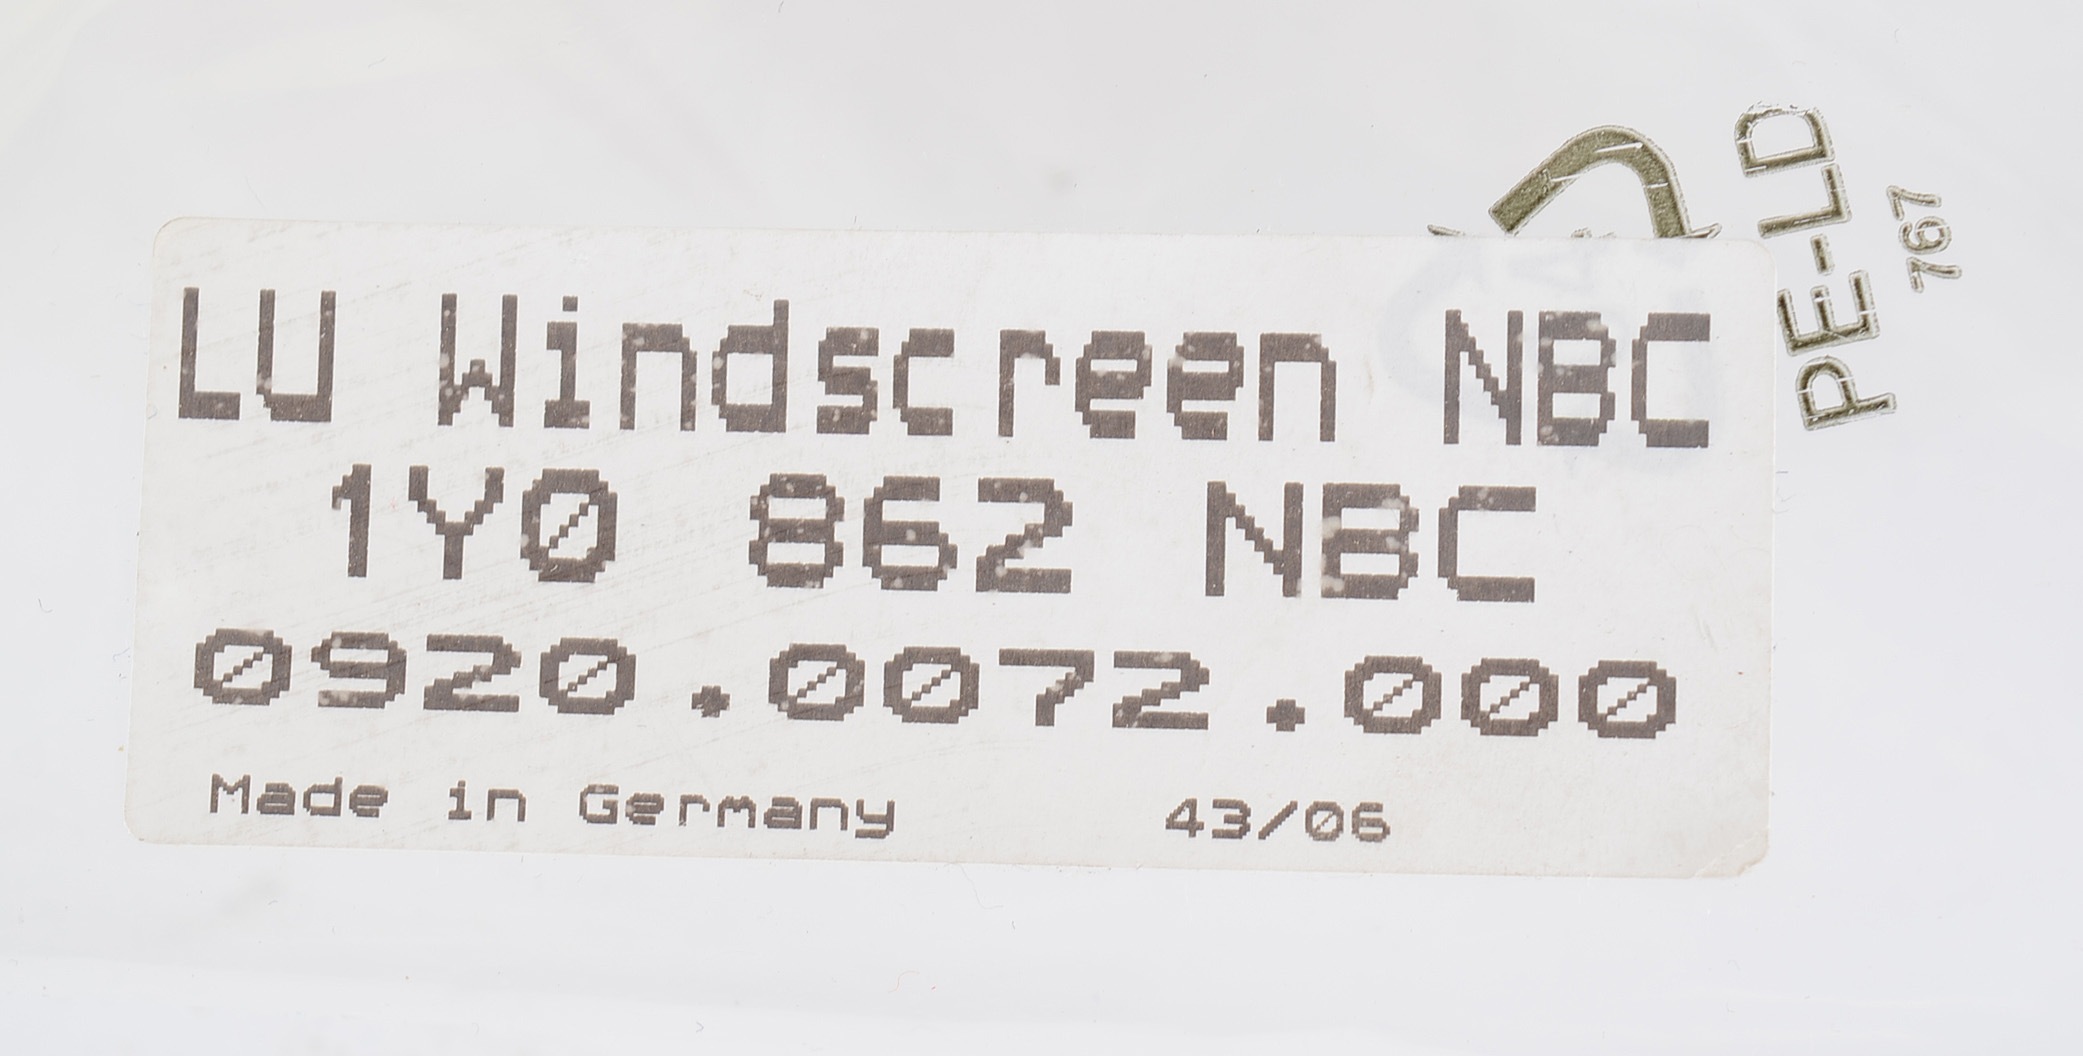 LU Windscreen NBC
1Y0 862 NBC
0920.0072.000
Made in Germany 43/06
PE-LD
767